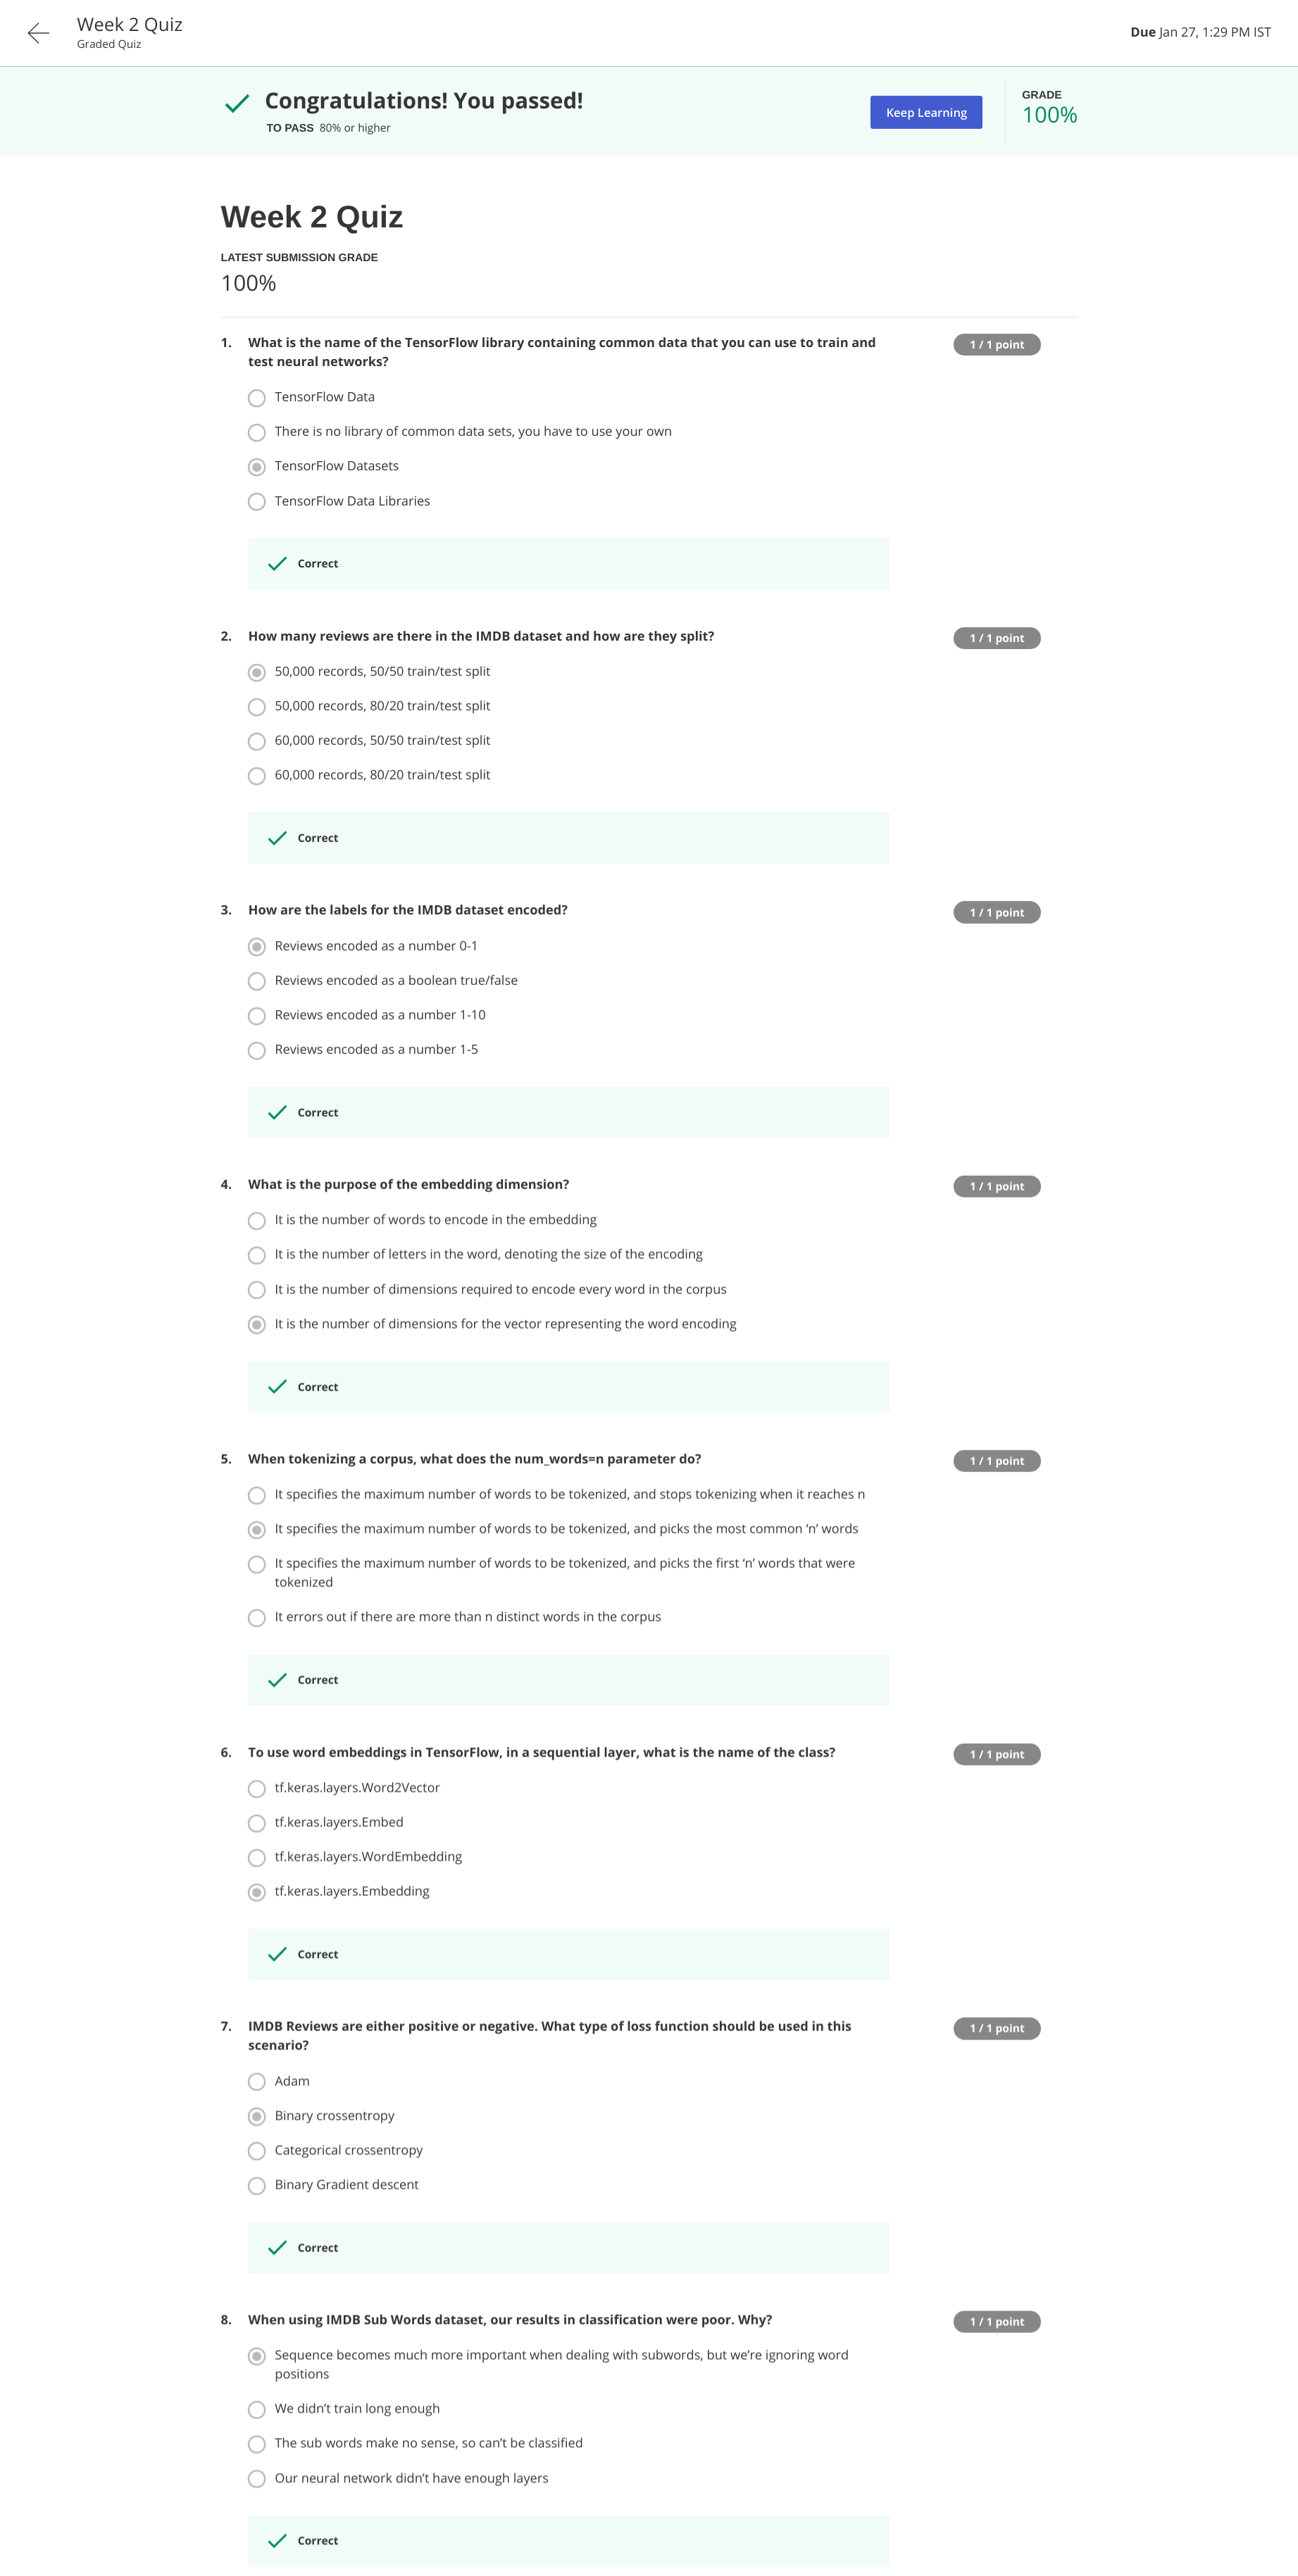 Week 2 Quiz
Graded Quiz
Due Jan 27, 1:29 PM IST
Congratulations! You passed!
TO PASS 80% or higher
Keep Learning
GRADE
100%
Week 2 Quiz
LATEST SUBMISSION GRADE
100%
1. What is the name of the TensorFlow library containing common data that you can use to train and
test neural networks?
1 / 1 point
TensorFlow Data
There is no library of common data sets, you have to use your own
TensorFlow Datasets
TensorFlow Data Libraries
Correct
2. How many reviews are there in the IMDB dataset and how are they split?
1 / 1 point
50,000 records, 50/50 train/test split
50,000 records, 80/20 train/test split
60,000 records, 50/50 train/test split
60,000 records, 80/20 train/test split
Correct
3. How are the labels for the IMDB dataset encoded?
1 / 1 point
Reviews encoded as a number 0-1
Reviews encoded as a boolean true/false
Reviews encoded as a number 1-10
Reviews encoded as a number 1-5
Correct
4. What is the purpose of the embedding dimension?
1 / 1 point
It is the number of words to encode in the embedding
It is the number of letters in the word, denoting the size of the encoding
It is the number of dimensions required to encode every word in the corpus
It is the number of dimensions for the vector representing the word encoding
Correct
5. When tokenizing a corpus, what does the num_words=n parameter do?
1 / 1 point
It specifies the maximum number of words to be tokenized, and stops tokenizing when it reaches n
It specifies the maximum number of words to be tokenized, and picks the most common ‘n’ words
It specifies the maximum number of words to be tokenized, and picks the first ‘n’ words that were
tokenized
It errors out if there are more than n distinct words in the corpus
Correct
6. To use word embeddings in TensorFlow, in a sequential layer, what is the name of the class?
1 / 1 point
tf.keras.layers.Word2Vector
tf.keras.layers.Embed
tf.keras.layers.WordEmbedding
tf.keras.layers.Embedding
Correct
7. IMDB Reviews are either positive or negative. What type of loss function should be used in this
scenario?
1 / 1 point
Adam
Binary crossentropy
Categorical crossentropy
Binary Gradient descent
Correct
8. When using IMDB Sub Words dataset, our results in classification were poor. Why?
1 / 1 point
Sequence becomes much more important when dealing with subwords, but we’re ignoring word
positions
We didn’t train long enough
The sub words make no sense, so can’t be classified
Our neural network didn’t have enough layers
Correct